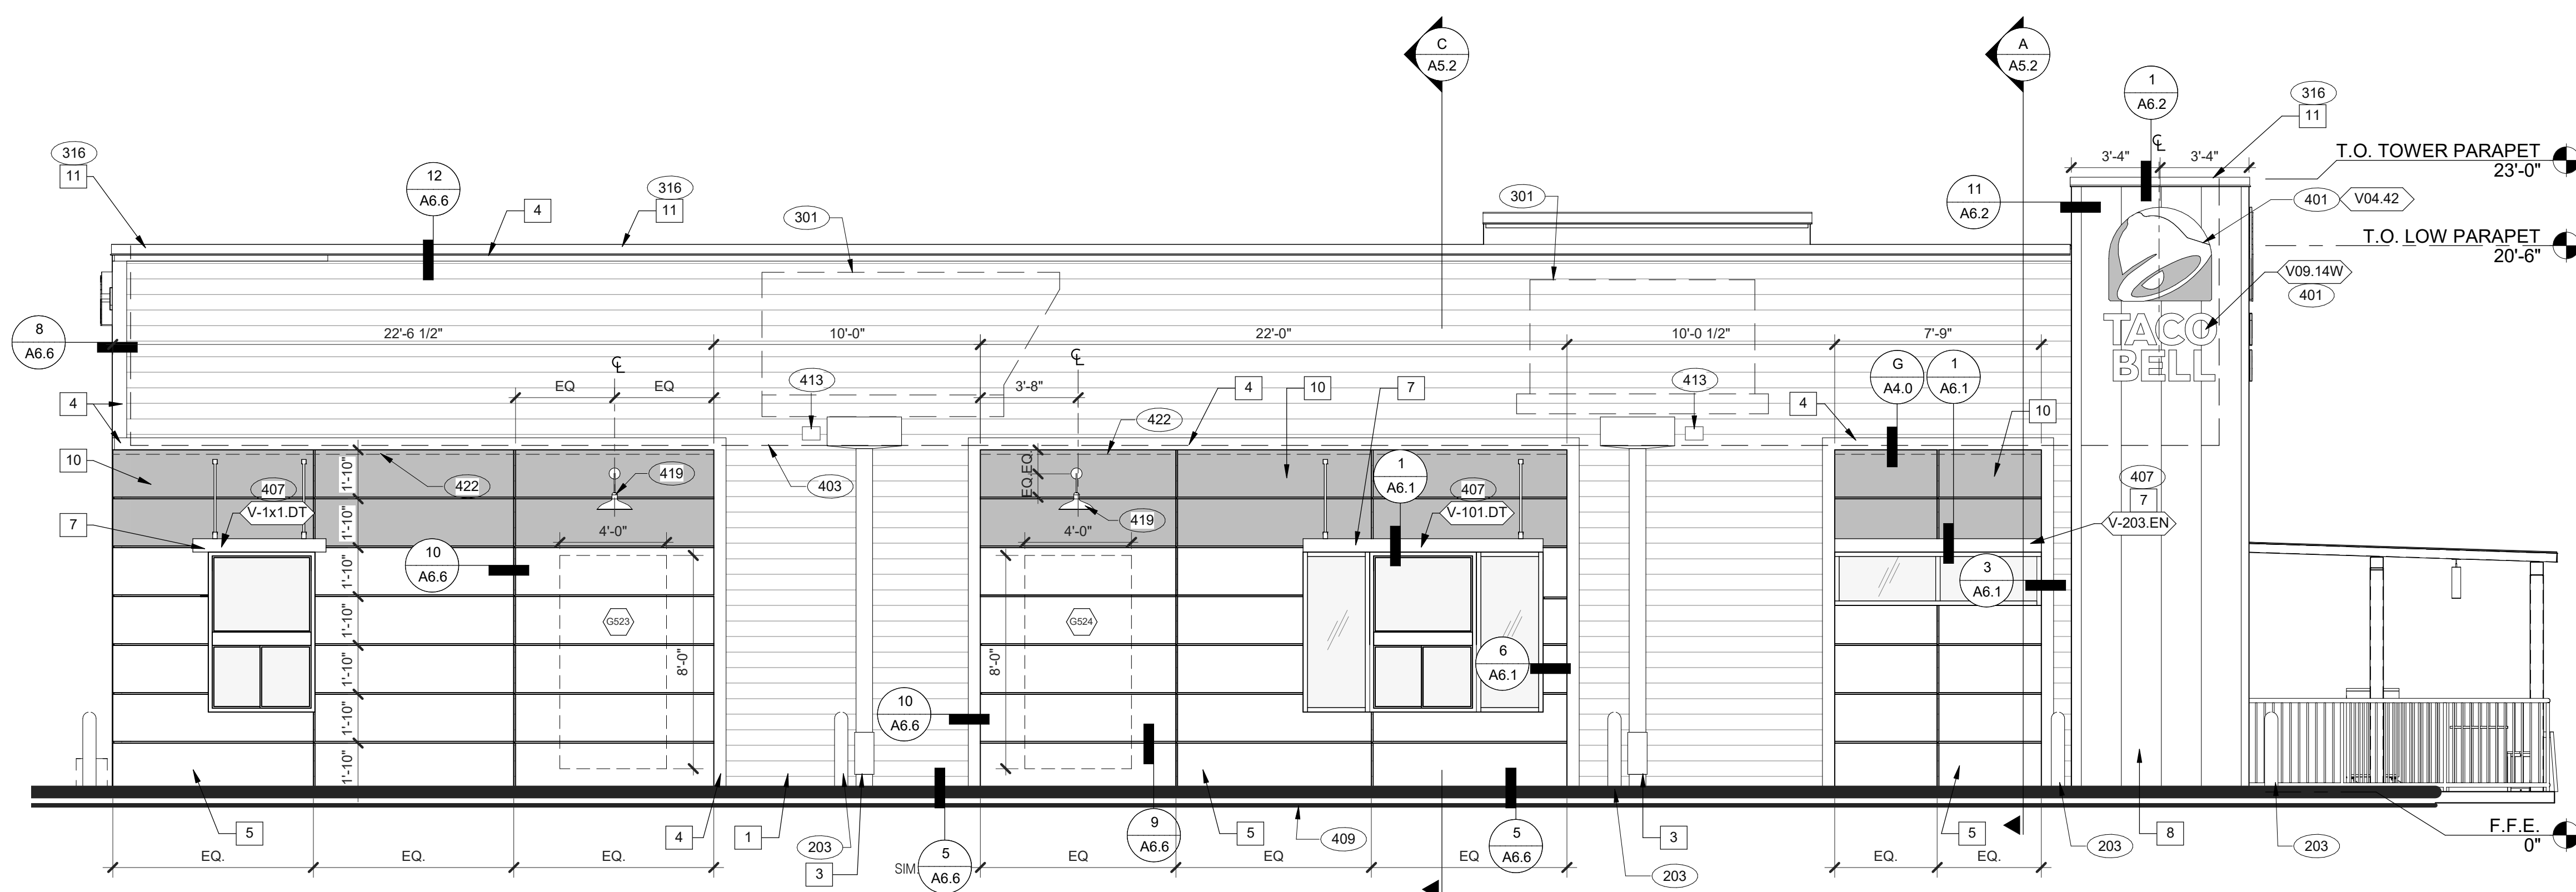 C
A5.2
A
A5.2
1
A6.2
316
11
℄
3'-4" 3'-4"
T.O. TOWER PARAPET
23'-0"
316
11
12
A6.6
316
11
4
301
301
11
A6.2
401 V04.42
T.O. LOW PARAPET
20'-6"
V09.14W
401
TACO
BELL
8
A6.6
22'-6 1/2" 10'-0" 22'-0" 10'-0 1/2" 7'-9"
℄ ℄
EQ EQ 3'-8"
413 413
4 4 10 7 4
G
A4.0
1
A6.1
10
422
10
407
V-1x1.DT
422
419
403
EQ.EQ.
1
A6.1
407
V-101.DT
407
7
V-203.EN
7
4'-0" 419 4'-0"
1'-10"
1'-10"
1'-10"
1'-10"
1'-10"
1'-10"
1'-10"
10
A6.6
3
A6.1
G523 G524
8'-0" 8'-0"
6
A6.1
10
A6.6
5
4
1
203
3
SIM.
5
A6.6
9
A6.6
5
409
5
A6.6
3
203
5
203
8
203
F.F.E.
0"
EQ. EQ. EQ. EQ EQ EQ EQ. EQ.